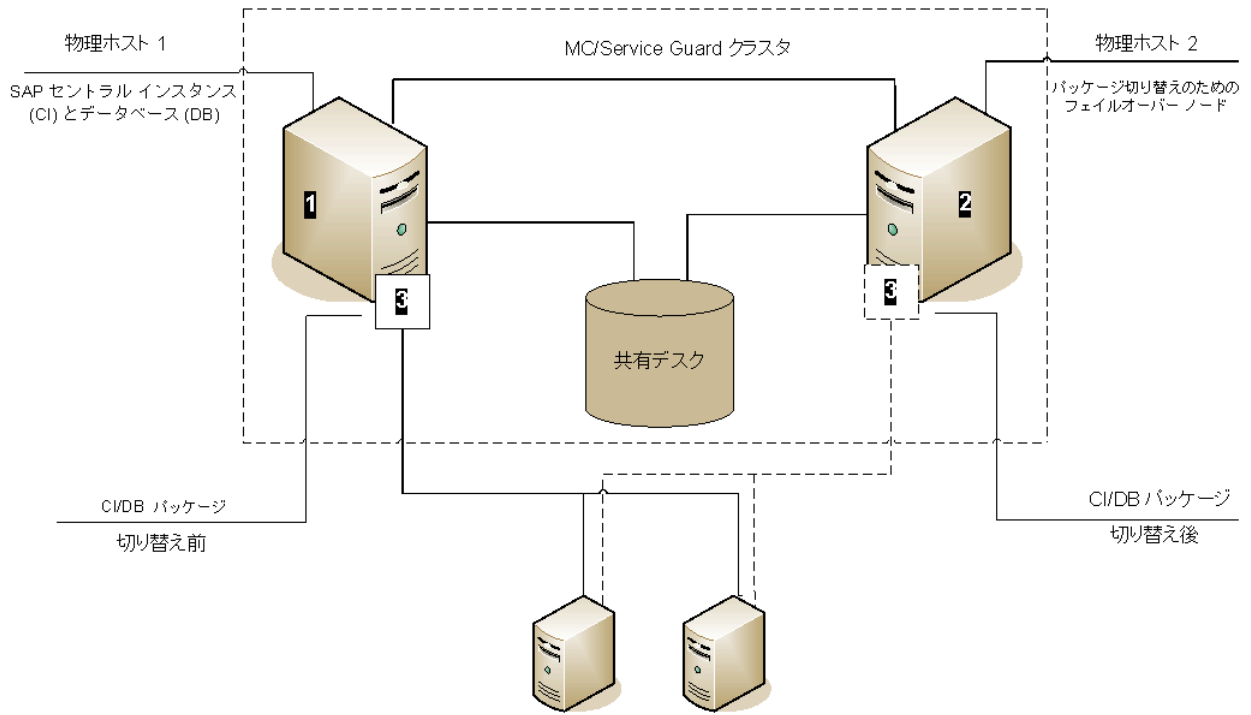 物理ホスト 1
MC/Service Guard クラスタ
物理ホスト 2
SAP セントラル インスタンス
(CI) とデータベース (DB)
パッケージ切り替えのための
フェイルオーバー ノード
1
2
3
3
共有デスク
CI/DB パッケージ
切り替え前
CI/DB パッケージ
切り替え後